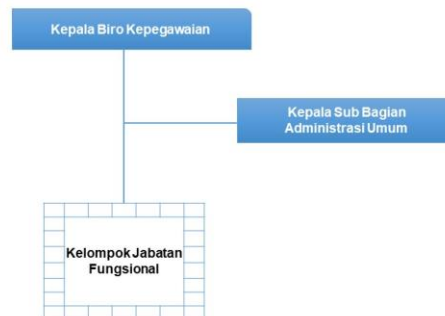 Kepala Biro Kepegawaian
Kepala Sub Bagian
Administrasi Umum
Kelompok Jabatan
Fungsional